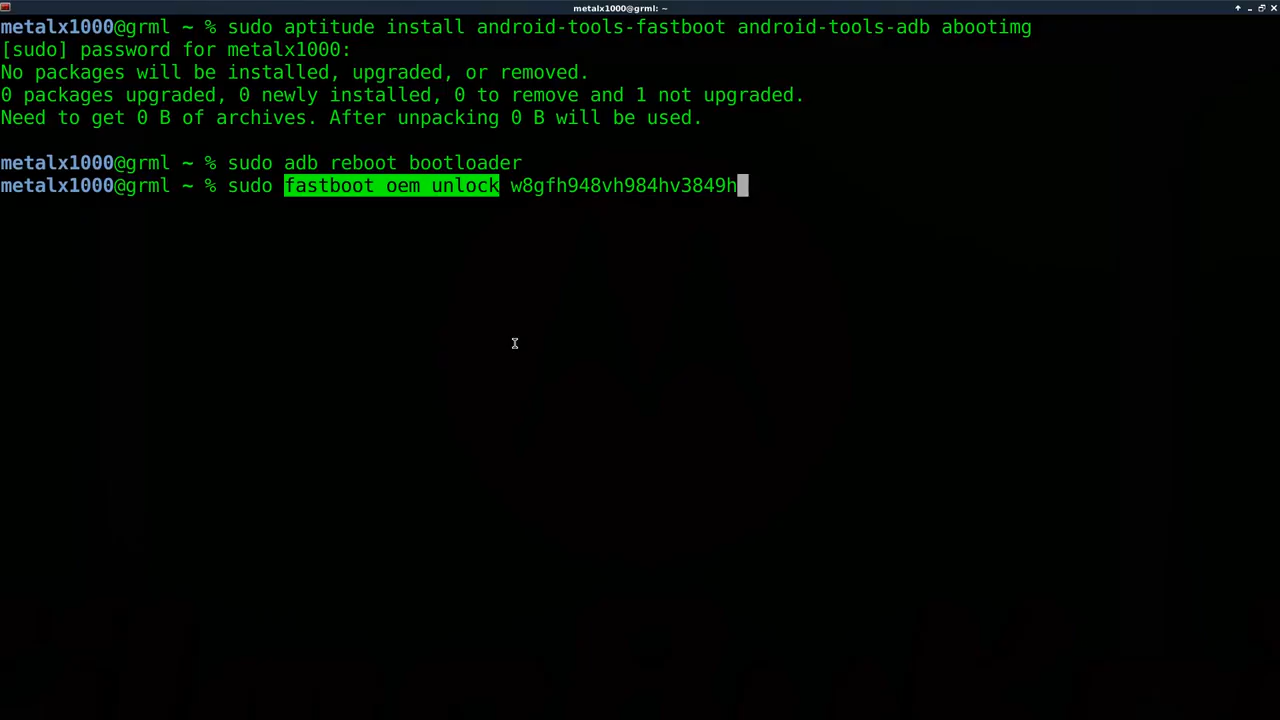 metalx1000@grml: ~
metalx1000@grml ~ % sudo aptitude install android-tools-fastboot android-tools-adb abootimg
[sudo] password for metalx1000:
No packages will be installed, upgraded, or removed.
0 packages upgraded, 0 newly installed, 0 to remove and 1 not upgraded.
Need to get 0 B of archives. After unpacking 0 B will be used.
metalx1000@grml ~ % sudo adb reboot bootloader
metalx1000@grml ~ % sudo fastboot oem unlock w8gfh948vh984hv3849h